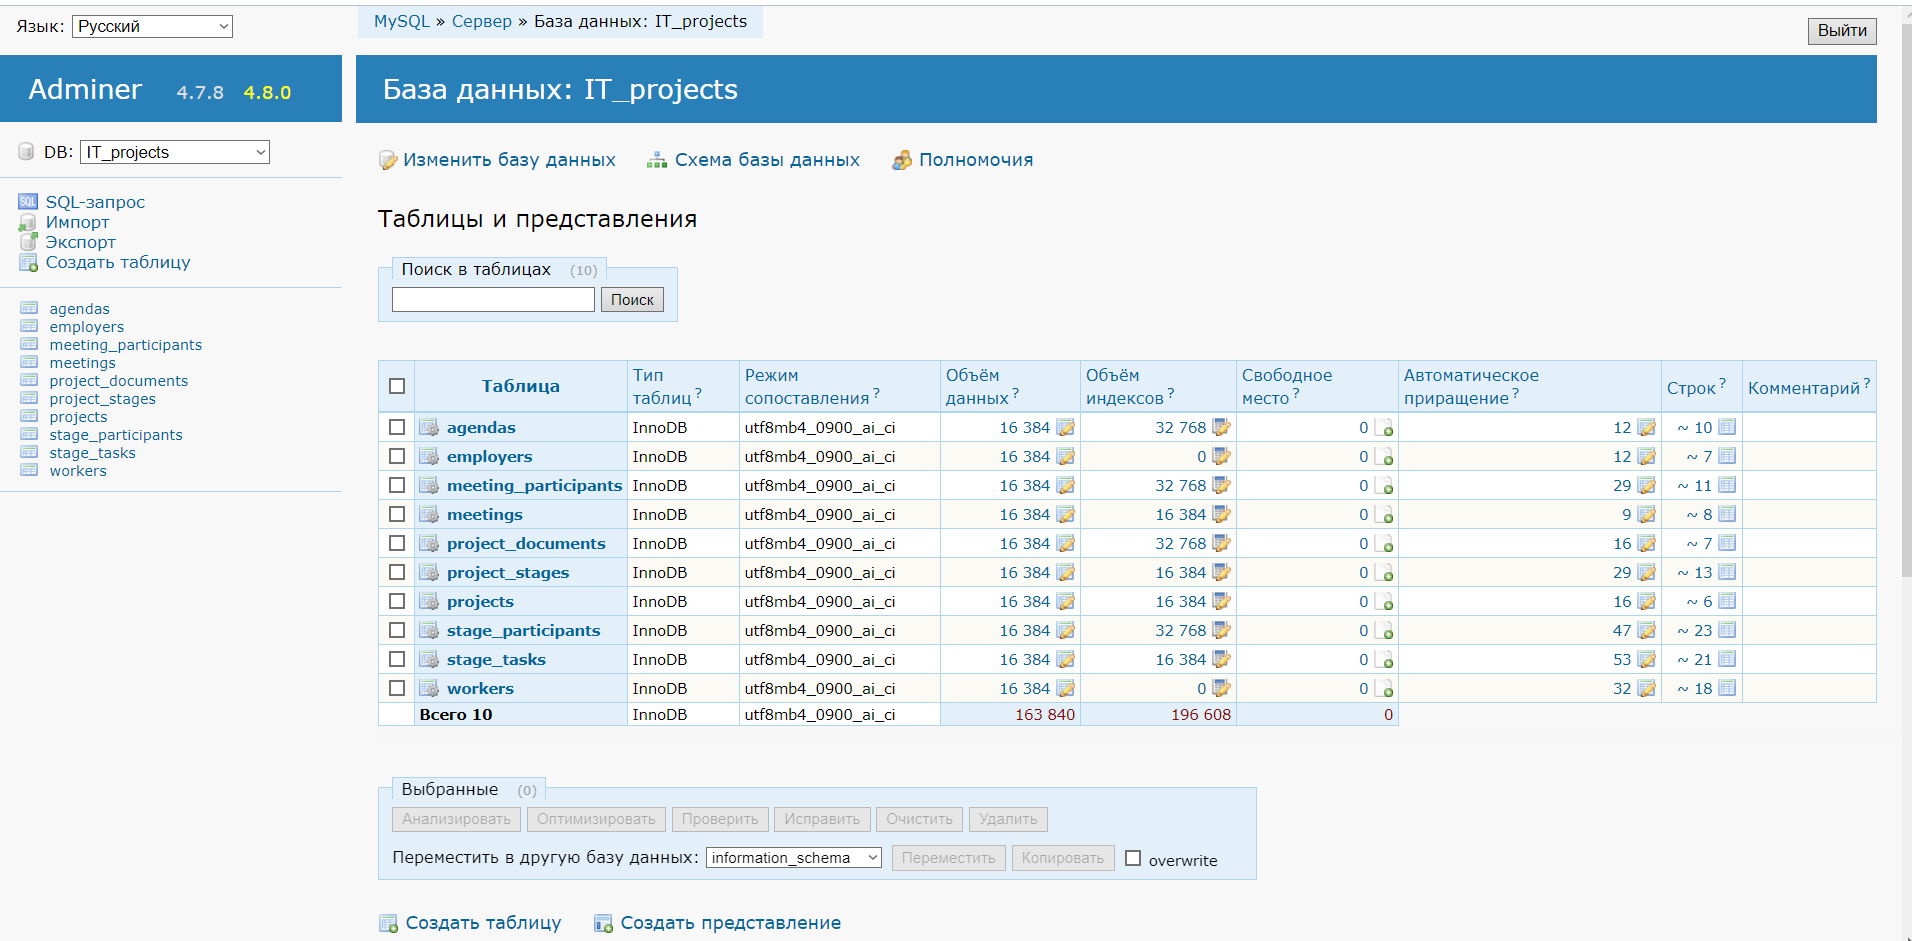 Язык: Русский
MySQL » Сервер » База данных: IT_projects
Выйти
Adminer 4.7.8 4.8.0
База данных: IT_projects
DB: IT_projects
SQL SQL-запрос
Импорт
Экспорт
Создать таблицу
agendas
employers
meeting_participants
meetings
project_documents
project_stages
projects
stage_participants
stage_tasks
workers
Изменить базу данных Схема базы данных Полномочия
Таблицы и представления
Поиск в таблицах (10)
Поиск
Таблица Тип таблиц? Режим сопоставления? Объём данных? Объём индексов? Свободное место? Автоматическое приращение? Строк? Комментарий?
agendas InnoDB utf8mb4_0900_ai_ci 16 384 32 768 0 12 ~ 10
employers InnoDB utf8mb4_0900_ai_ci 16 384 0 0 12 ~ 7
meeting_participants InnoDB utf8mb4_0900_ai_ci 16 384 32 768 0 29 ~ 11
meetings InnoDB utf8mb4_0900_ai_ci 16 384 16 384 0 9 ~ 8
project_documents InnoDB utf8mb4_0900_ai_ci 16 384 32 768 0 16 ~ 7
project_stages InnoDB utf8mb4_0900_ai_ci 16 384 16 384 0 29 ~ 13
projects InnoDB utf8mb4_0900_ai_ci 16 384 16 384 0 16 ~ 6
stage_participants InnoDB utf8mb4_0900_ai_ci 16 384 32 768 0 47 ~ 23
stage_tasks InnoDB utf8mb4_0900_ai_ci 16 384 16 384 0 53 ~ 21
workers InnoDB utf8mb4_0900_ai_ci 16 384 0 0 32 ~ 18
Всего 10 InnoDB utf8mb4_0900_ai_ci 163 840 196 608 0
Выбранные (0)
Анализировать Оптимизировать Проверить Исправить Очистить Удалить
Переместить в другую базу данных: information_schema Переместить Копировать overwrite
Создать таблицу Создать представление